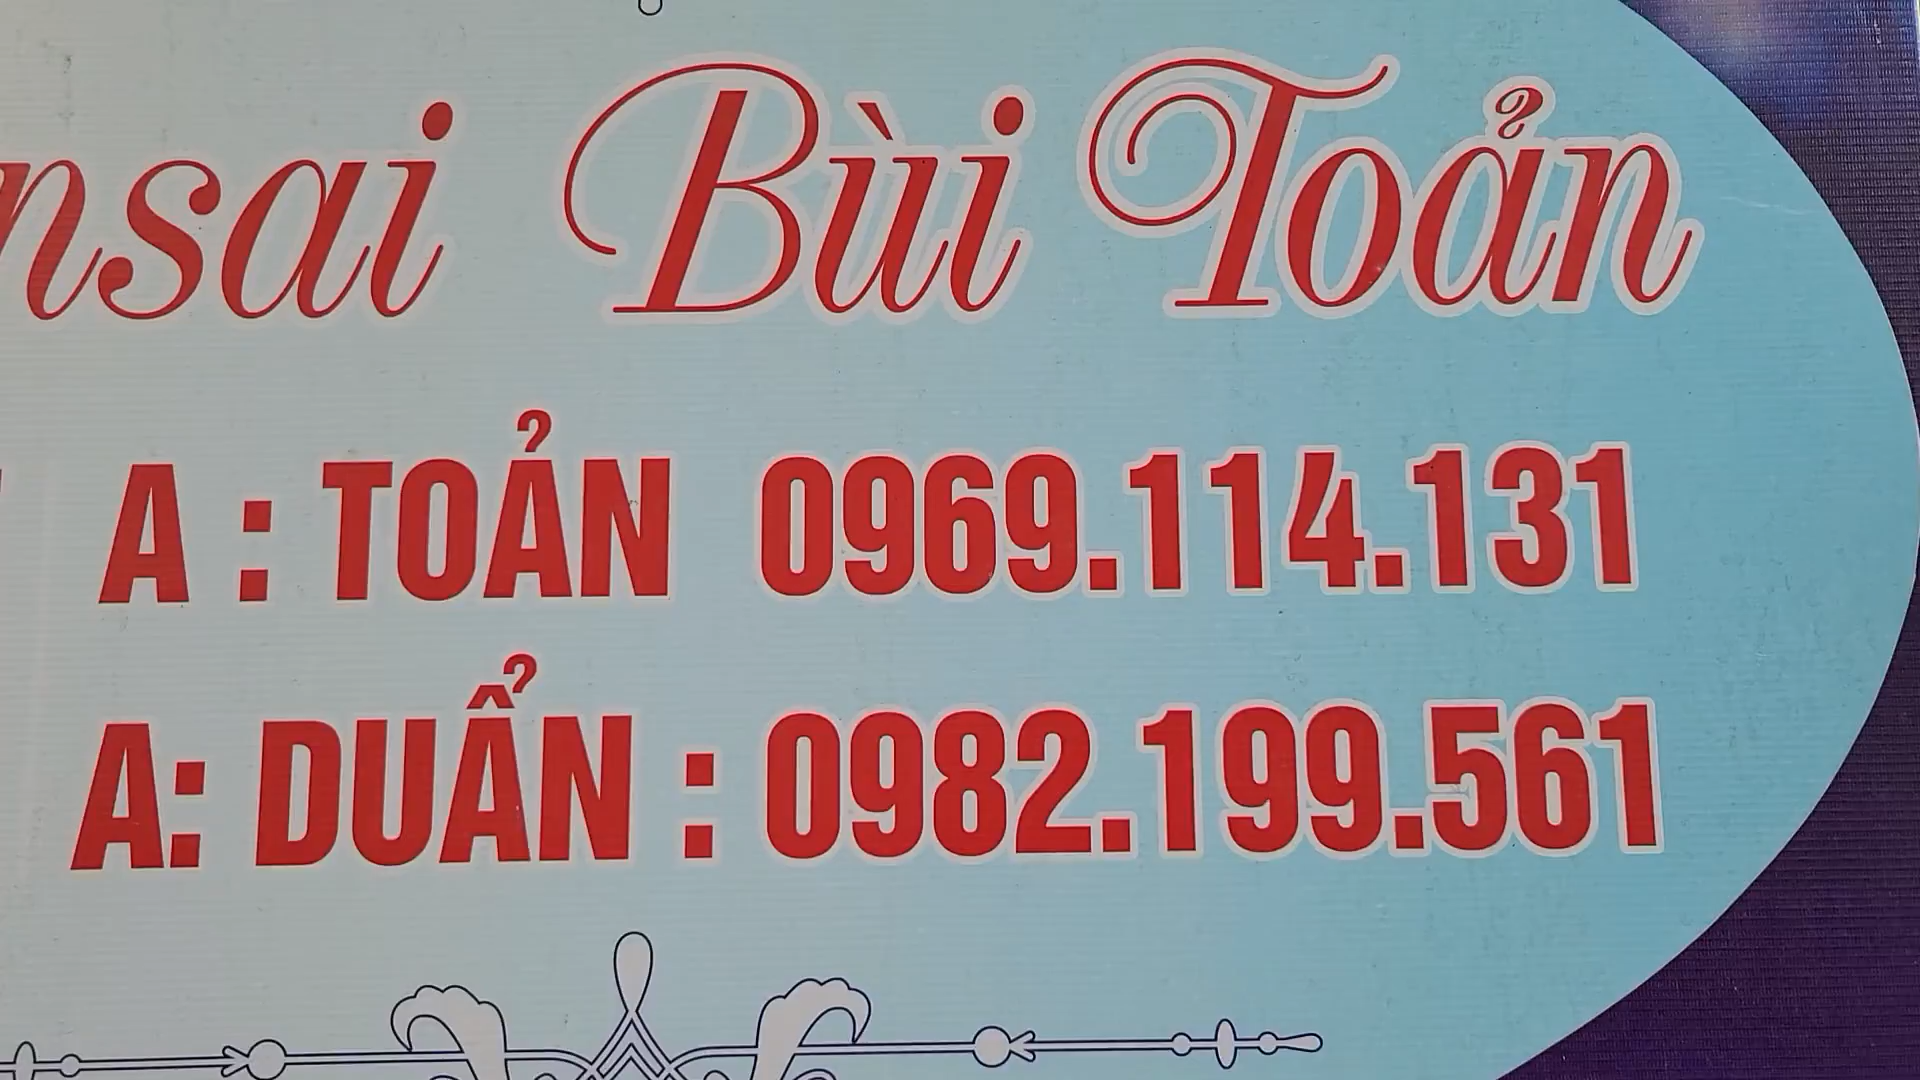 nsai Bùi Toản
A : TOẢN 0969.114.131
A: DUẨN : 0982.199.561